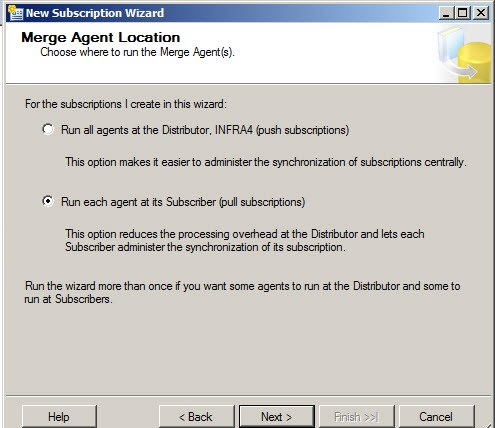 New Subscription Wizard
Merge Agent Location
Choose where to run the Merge Agent(s).
For the subscriptions I create in this wizard:
Run all agents at the Distributor, INFRA4 (push subscriptions)
This option makes it easier to administer the synchronization of subscriptions centrally.
Run each agent at its Subscriber (pull subscriptions)
This option reduces the processing overhead at the Distributor and lets each
Subscriber administer the synchronization of its subscription.
Run the wizard more than once if you want some agents to run at the Distributor and some to
run at Subscribers.
Help
< Back
Next >
Finish >>|
Cancel